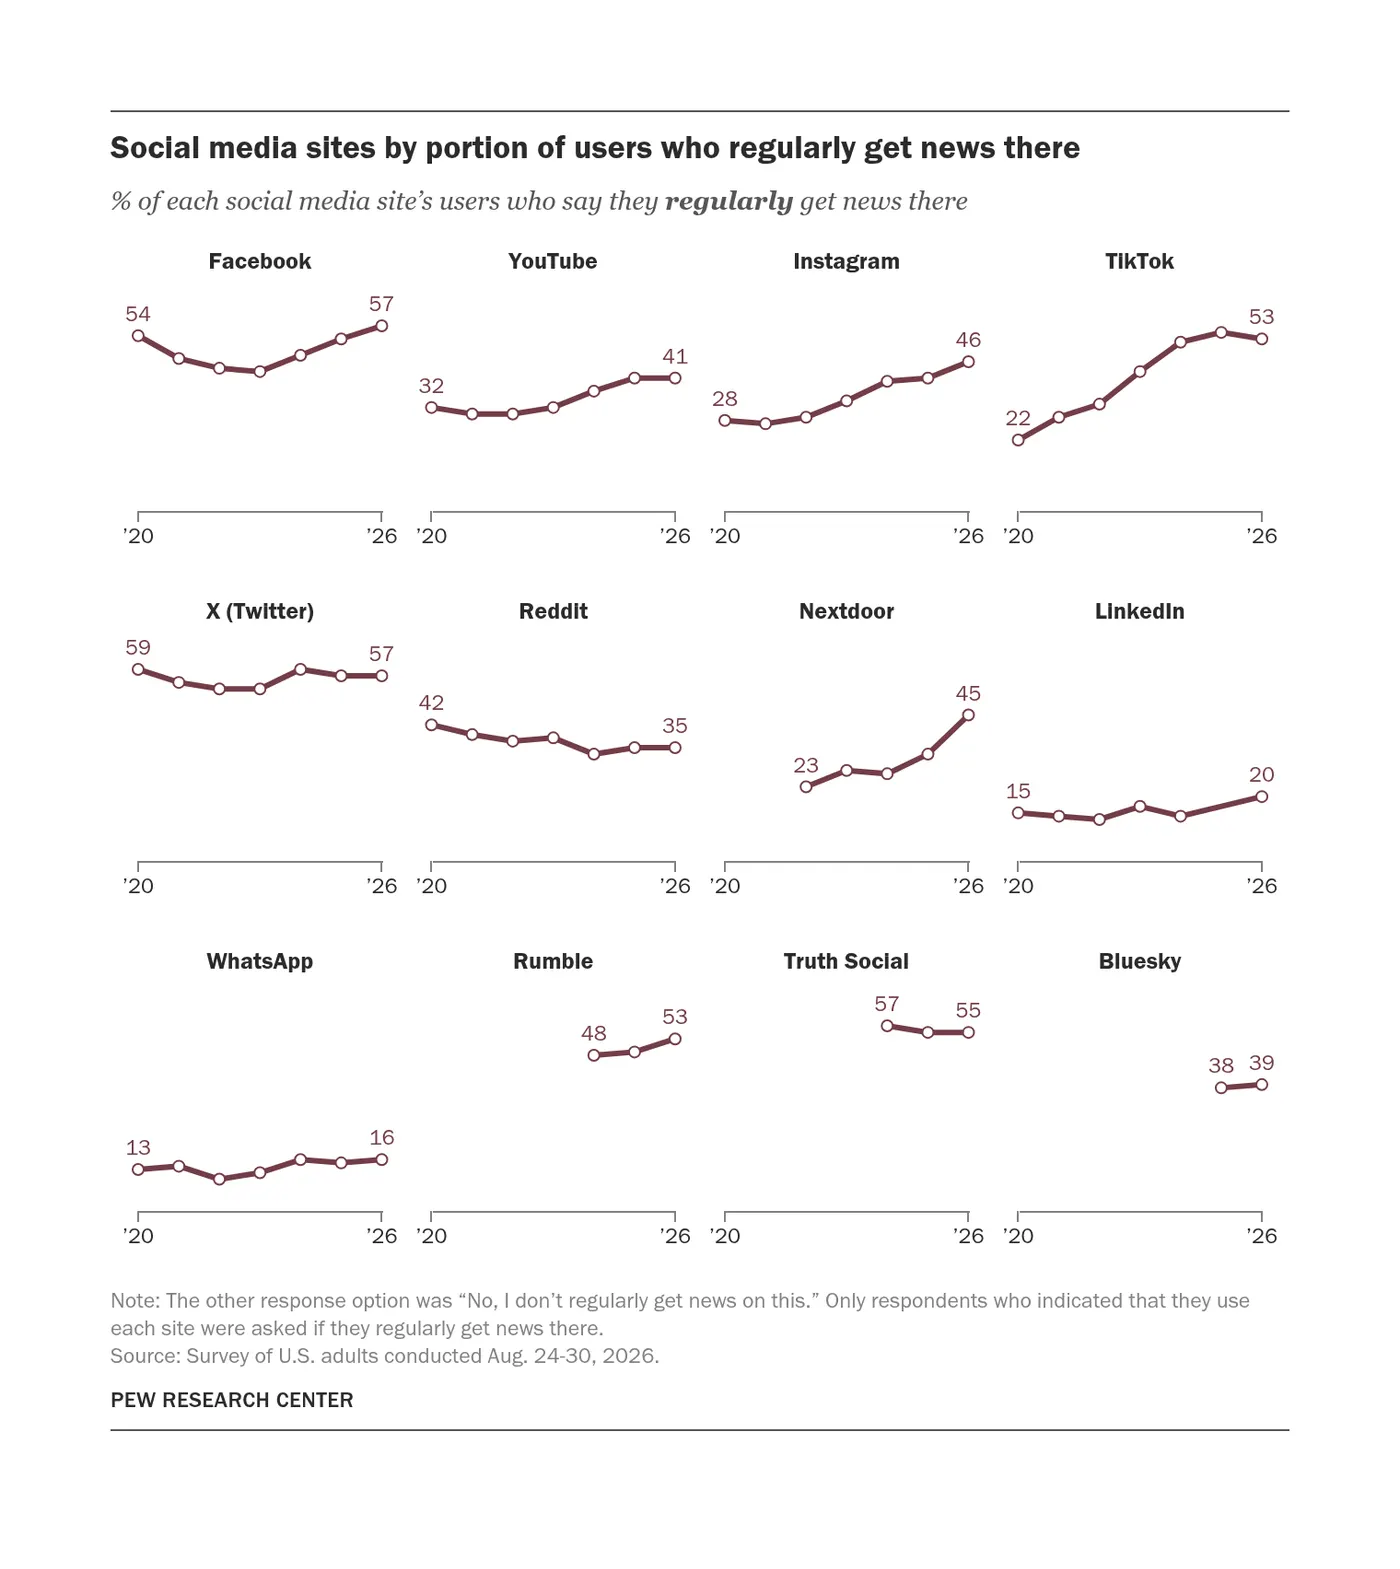 Social media sites by portion of users who regularly get news there
% of each social media site's users who say they regularly get news there
Facebook
54
57
’20
’26
YouTube
32
41
’20
’26
Instagram
28
46
’20
’26
TikTok
22
53
’20
’26
X (Twitter)
59
57
’20
’26
Reddit
42
35
’20
’26
Nextdoor
23
45
’20
’26
LinkedIn
15
20
’20
’26
WhatsApp
13
16
’20
’26
Rumble
48
53
’20
’26
Truth Social
57
55
’20
’26
Bluesky
38
39
’20
’26
Note: The other response option was “No, I don’t regularly get news on this.” Only respondents who indicated that they use
each site were asked if they regularly get news there.
Source: Survey of U.S. adults conducted Aug. 24-30, 2026.
PEW RESEARCH CENTER